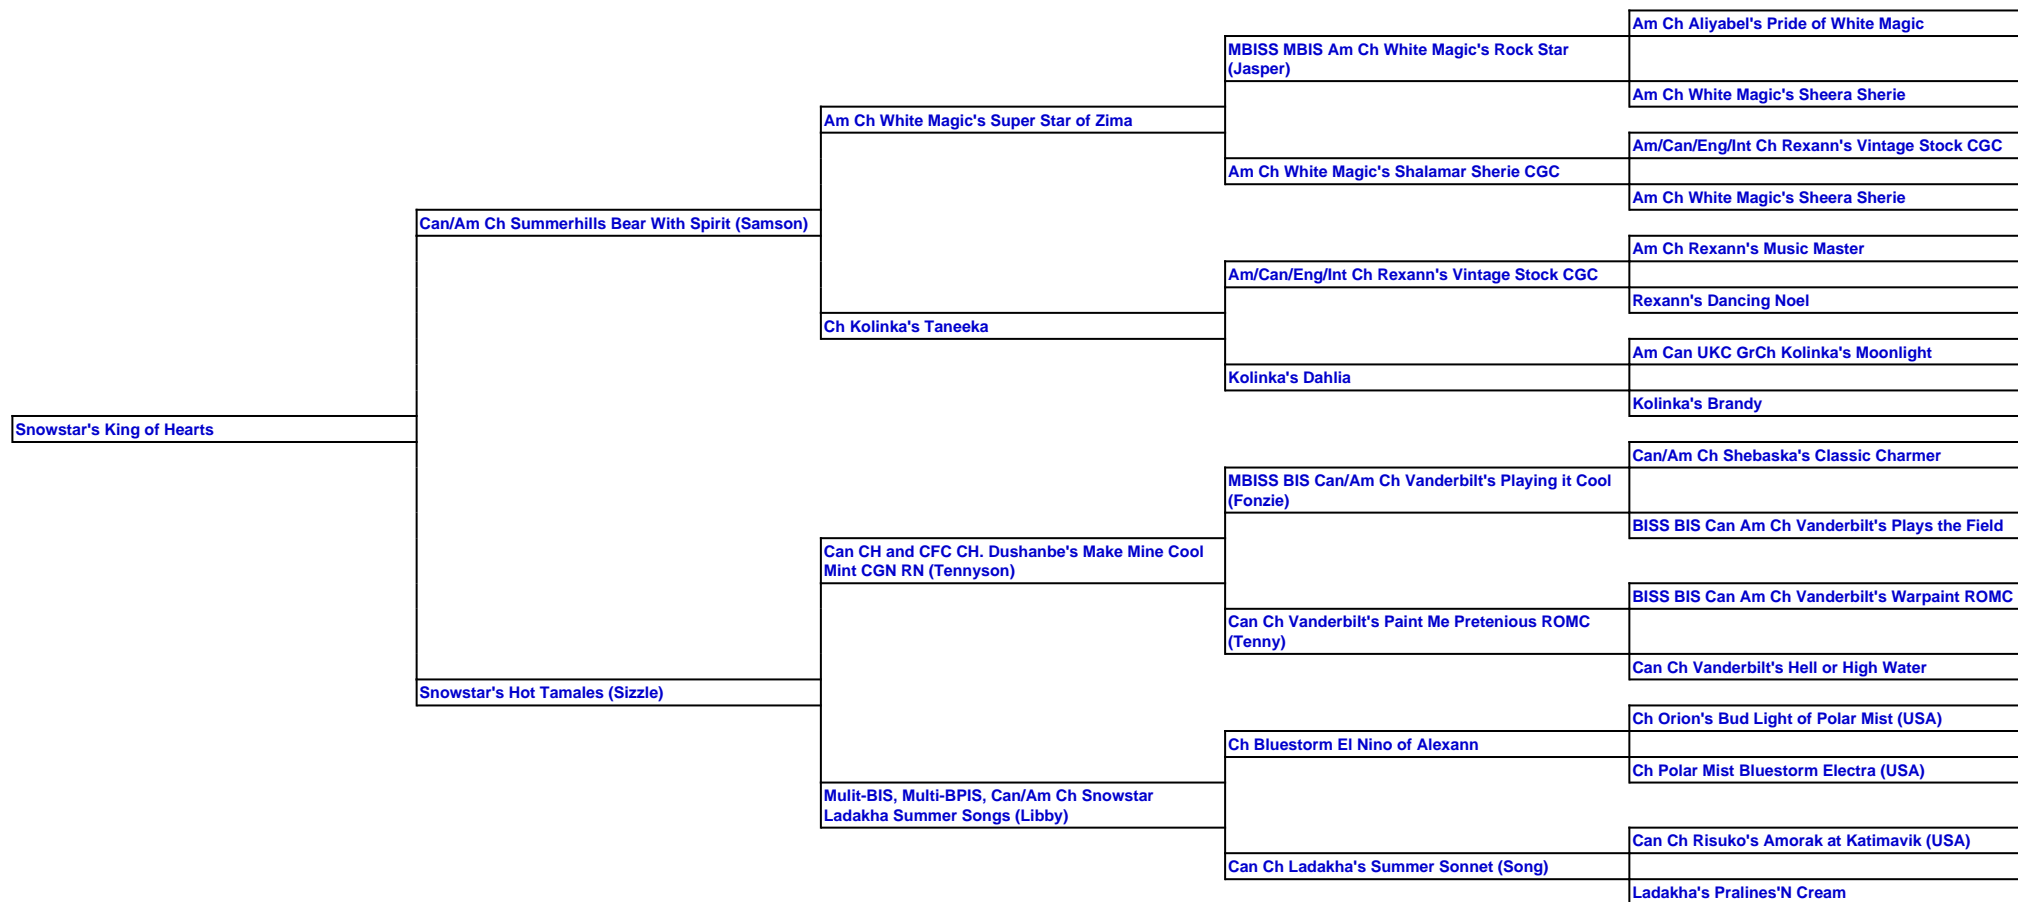 Am Ch Aliyabel's Pride of White Magic
MBISS MBIS Am Ch White Magic's Rock Star
(Jasper)
Am Ch White Magic's Sheera Sherie
Am Ch White Magic's Super Star of Zima
Am/Can/Eng/Int Ch Rexann's Vintage Stock CGC
Am Ch White Magic's Shalamar Sherie CGC
Am Ch White Magic's Sheera Sherie
Can/Am Ch Summerhills Bear With Spirit (Samson)
Am Ch Rexann's Music Master
Am/Can/Eng/Int Ch Rexann's Vintage Stock CGC
Rexann's Dancing Noel
Ch Kolinka's Taneeka
Am Can UKC GrCh Kolinka's Moonlight
Kolinka's Dahlia
Kolinka's Brandy
Snowstar's King of Hearts
Can/Am Ch Shebaska's Classic Charmer
MBISS BIS Can/Am Ch Vanderbilt's Playing it Cool
(Fonzie)
BISS BIS Can Am Ch Vanderbilt's Plays the Field
Can CH and CFC CH. Dushanbe's Make Mine Cool
Mint CGN RN (Tennyson)
BISS BIS Can Am Ch Vanderbilt's Warpaint ROMC
Can Ch Vanderbilt's Paint Me Pretenious ROMC
(Tenny)
Can Ch Vanderbilt's Hell or High Water
Snowstar's Hot Tamales (Sizzle)
Ch Orion's Bud Light of Polar Mist (USA)
Ch Bluestorm El Nino of Alexann
Ch Polar Mist Bluestorm Electra (USA)
Mulit-BIS, Multi-BPIS, Can/Am Ch Snowstar
Ladakha Summer Songs (Libby)
Can Ch Risuko's Amorak at Katimavik (USA)
Can Ch Ladakha's Summer Sonnet (Song)
Ladakha's Pralines'N Cream